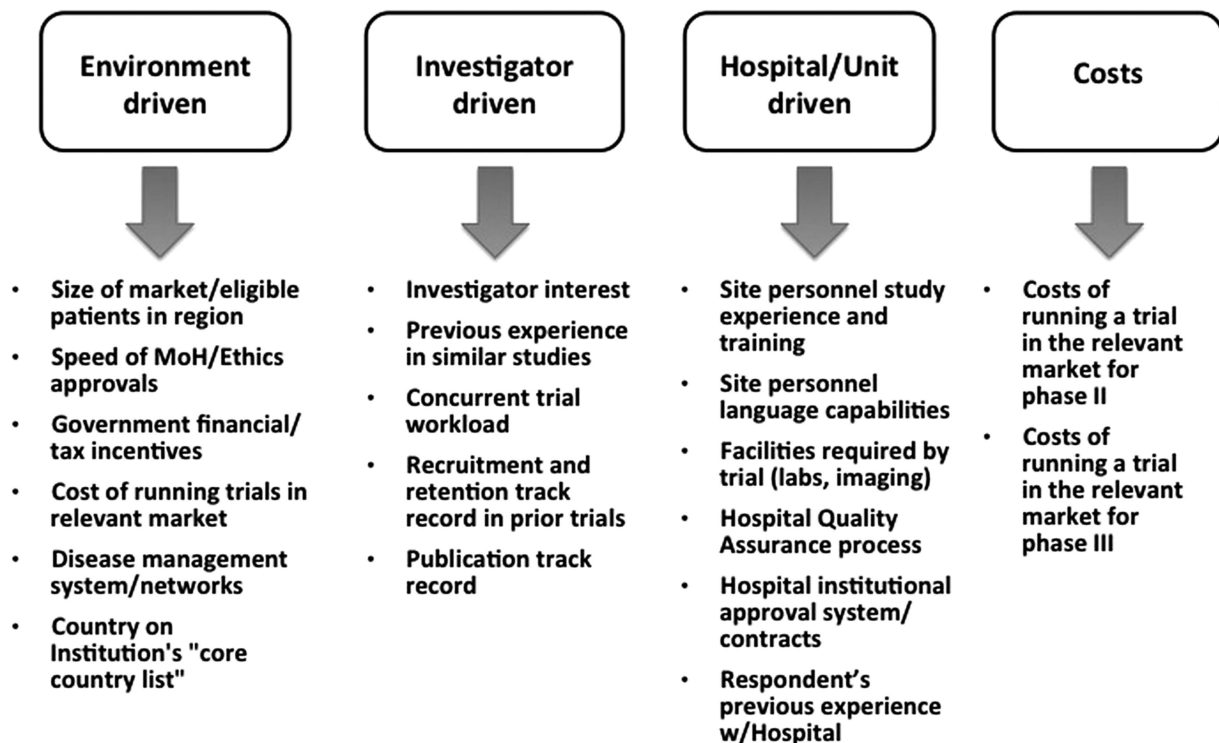 Environment
driven
Investigator
driven
Hospital/Unit
driven
Costs
• Size of market/eligible
patients in region
• Speed of MoH/Ethics
approvals
• Government financial/
tax incentives
• Cost of running trials in
relevant market
• Disease management
system/networks
• Country on
Institution's "core
country list"
• Investigator interest
• Previous experience
in similar studies
• Concurrent trial
workload
• Recruitment and
retention track
record in prior trials
• Publication track
record
• Site personnel study
experience and
training
• Site personnel
language capabilities
• Facilities required by
trial (labs, imaging)
• Hospital Quality
Assurance process
• Hospital institutional
approval system/
contracts
• Respondent’s
previous experience
w/Hospital
• Costs of
running a trial
in the relevant
market for
phase II
• Costs of
running a trial
in the relevant
market for
phase III